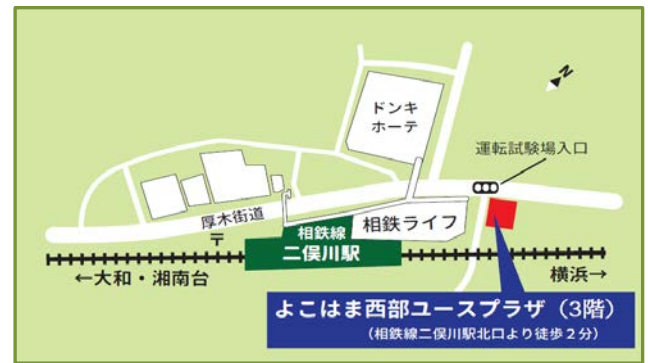 N
ドンキ
ホーテ
運転試験場入口
厚木街道
〒
相鉄線
二俣川駅
相鉄ライフ
←大和・湘南台
横浜→
よこはま西部ユースプラザ（3階）
（相鉄線二俣川駅北口より徒歩２分）